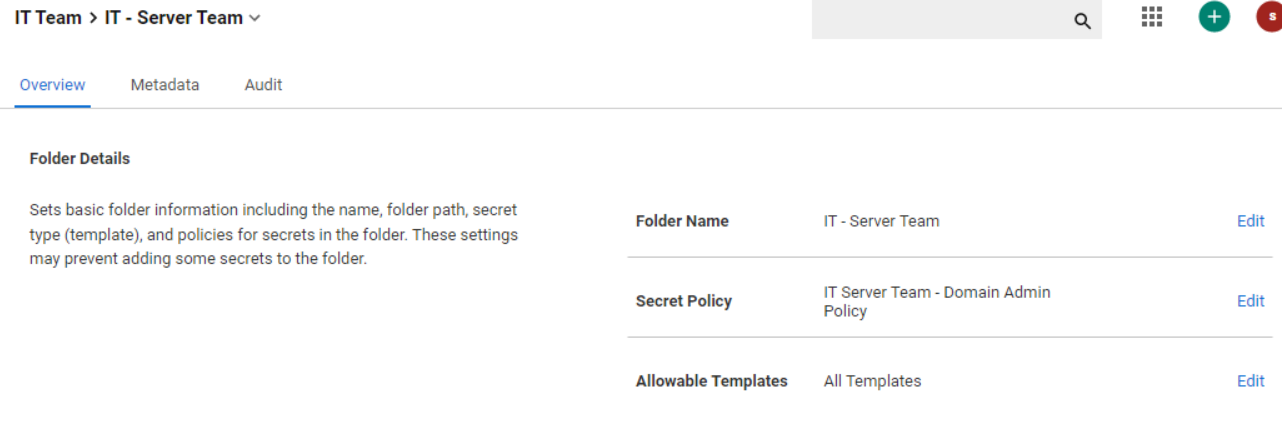 IT Team > IT - Server Team
S
Overview
Metadata
Audit
Folder Details
Sets basic folder information including the name, folder path, secret
type (template), and policies for secrets in the folder. These settings
may prevent adding some secrets to the folder.
Folder Name
IT - Server Team
Edit
Secret Policy
IT Server Team - Domain Admin
Policy
Edit
Allowable Templates
All Templates
Edit